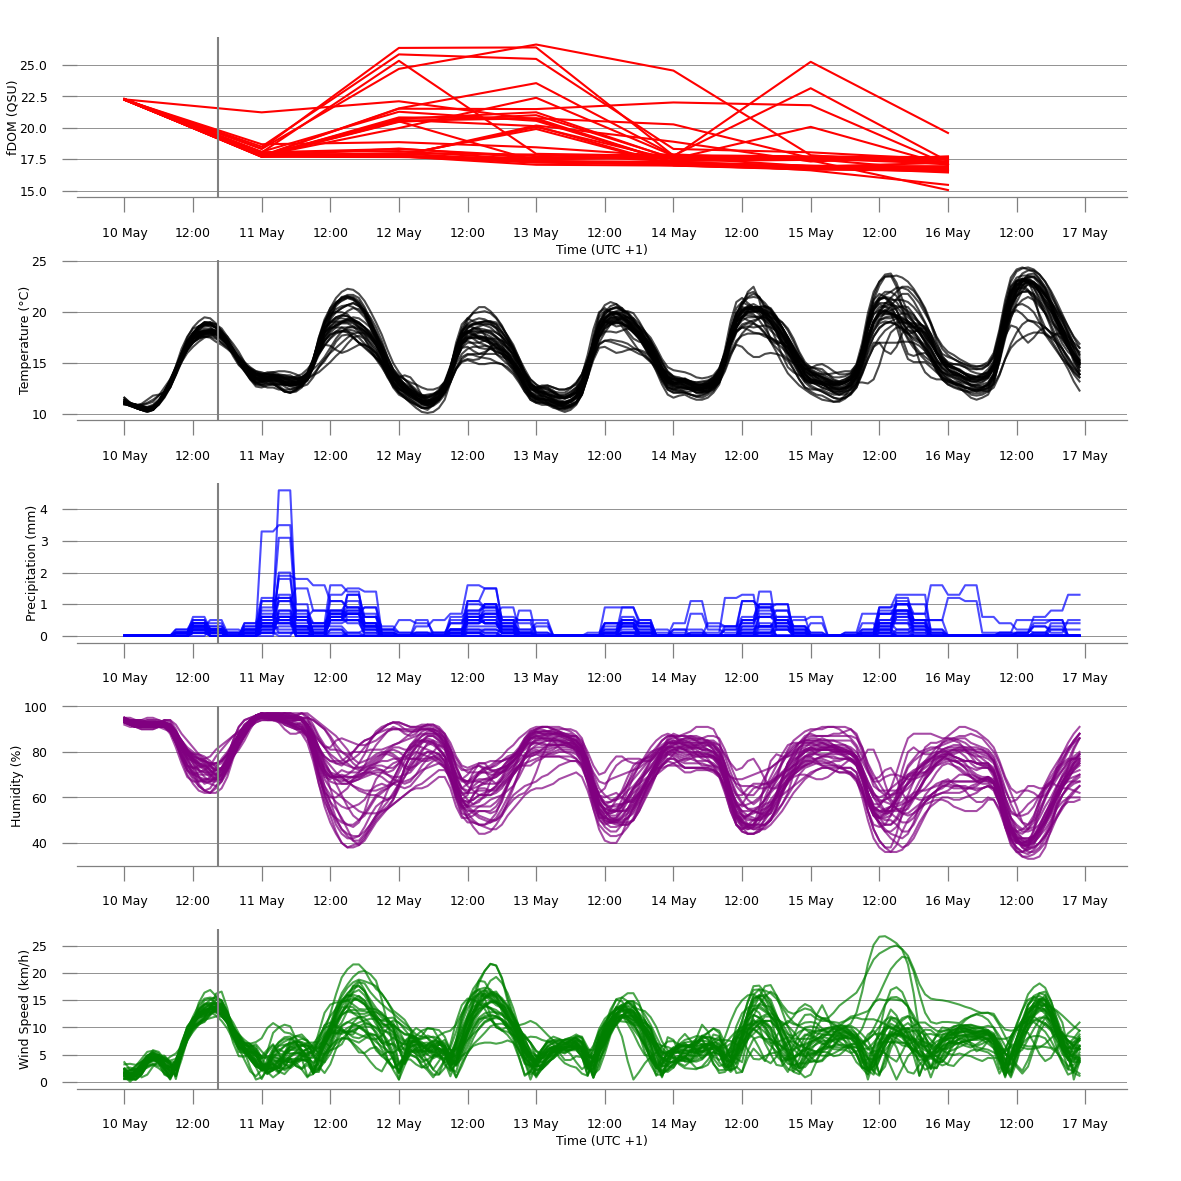 fDOM (QSU)
25.0
22.5
20.0
17.5
15.0
10 May 12:00 11 May 12:00 12 May 12:00 13 May 12:00 14 May 12:00 15 May 12:00 16 May 12:00 17 May
Time (UTC +1)
Temperature (°C)
25
20
15
10
10 May 12:00 11 May 12:00 12 May 12:00 13 May 12:00 14 May 12:00 15 May 12:00 16 May 12:00 17 May
Precipitation (mm)
4
3
2
1
0
10 May 12:00 11 May 12:00 12 May 12:00 13 May 12:00 14 May 12:00 15 May 12:00 16 May 12:00 17 May
Humidity (%)
100
80
60
40
10 May 12:00 11 May 12:00 12 May 12:00 13 May 12:00 14 May 12:00 15 May 12:00 16 May 12:00 17 May
Wind Speed (km/h)
25
20
15
10
5
0
10 May 12:00 11 May 12:00 12 May 12:00 13 May 12:00 14 May 12:00 15 May 12:00 16 May 12:00 17 May
Time (UTC +1)